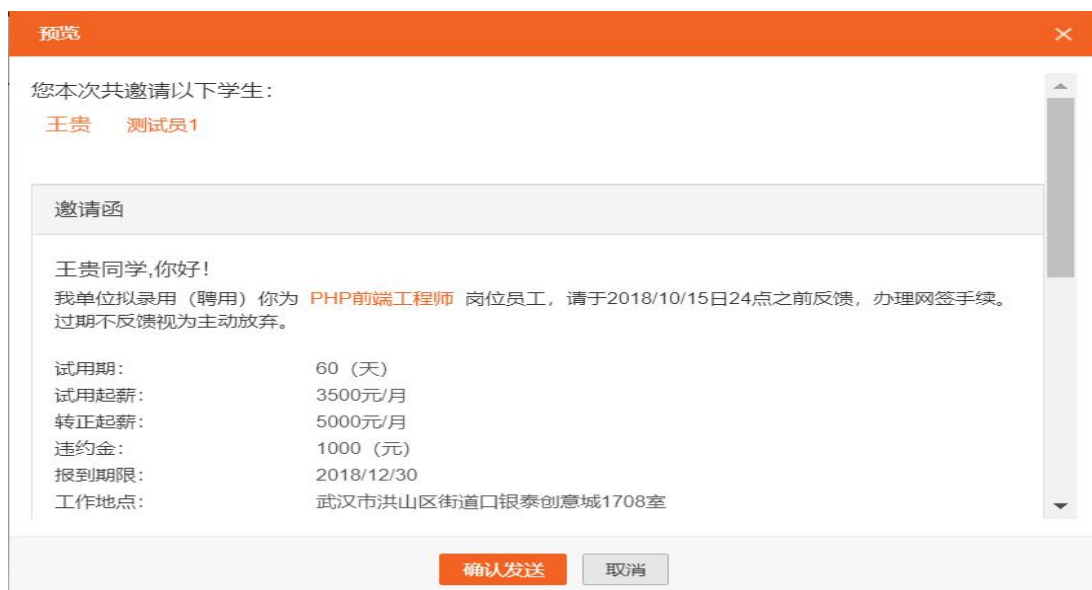 预览
您本次共邀请以下学生：
王贵 测试员1
邀请函
王贵同学,你好！
我单位拟录用（聘用）你为 PHP前端工程师 岗位员工，请于2018/10/15日24点之前反馈，办理网签手续。
过期不反馈视为主动放弃。
试用期： 60（天）
试用起薪： 3500元/月
转正起薪： 5000元/月
违约金： 1000（元）
报到期限： 2018/12/30
工作地点： 武汉市洪山区街道口银泰创意城1708室
确认发送 取消